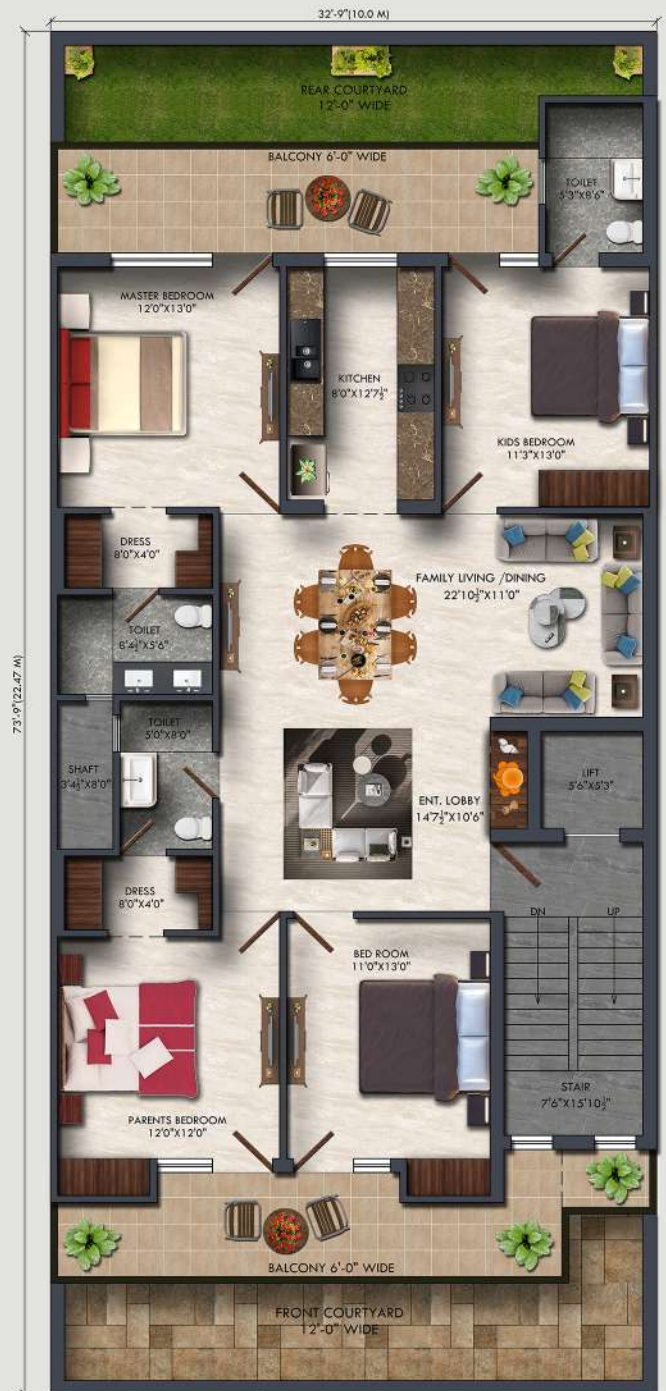 32'-9"(10.0 M)
REAR COURTYARD
12'-0" WIDE
BALCONY 6'-0" WIDE
TOILET
5'3"X8'6"
MASTER BEDROOM
12'0"X13'0"
KITCHEN
8'0"X12'7½"
KIDS BEDROOM
11'3"X13'0"
DRESS
8'0"X4'0"
FAMILY LIVING /DINING
22'10½"X11'0"
TOILET
8'4½"X5'6"
73'-9"(22.47 M)
TOILET
5'0"X8'0"
SHAFT
3'4½"X8'0"
LIFT
5'6"X5'3"
ENT. LOBBY
14'7½"X10'6"
DRESS
8'0"X4'0"
DN
UP
BED ROOM
11'0"X13'0"
STAIR
7'6"X15'10½"
PARENTS BEDROOM
12'0"X12'0"
BALCONY 6'-0" WIDE
FRONT COURTYARD
12'-0" WIDE